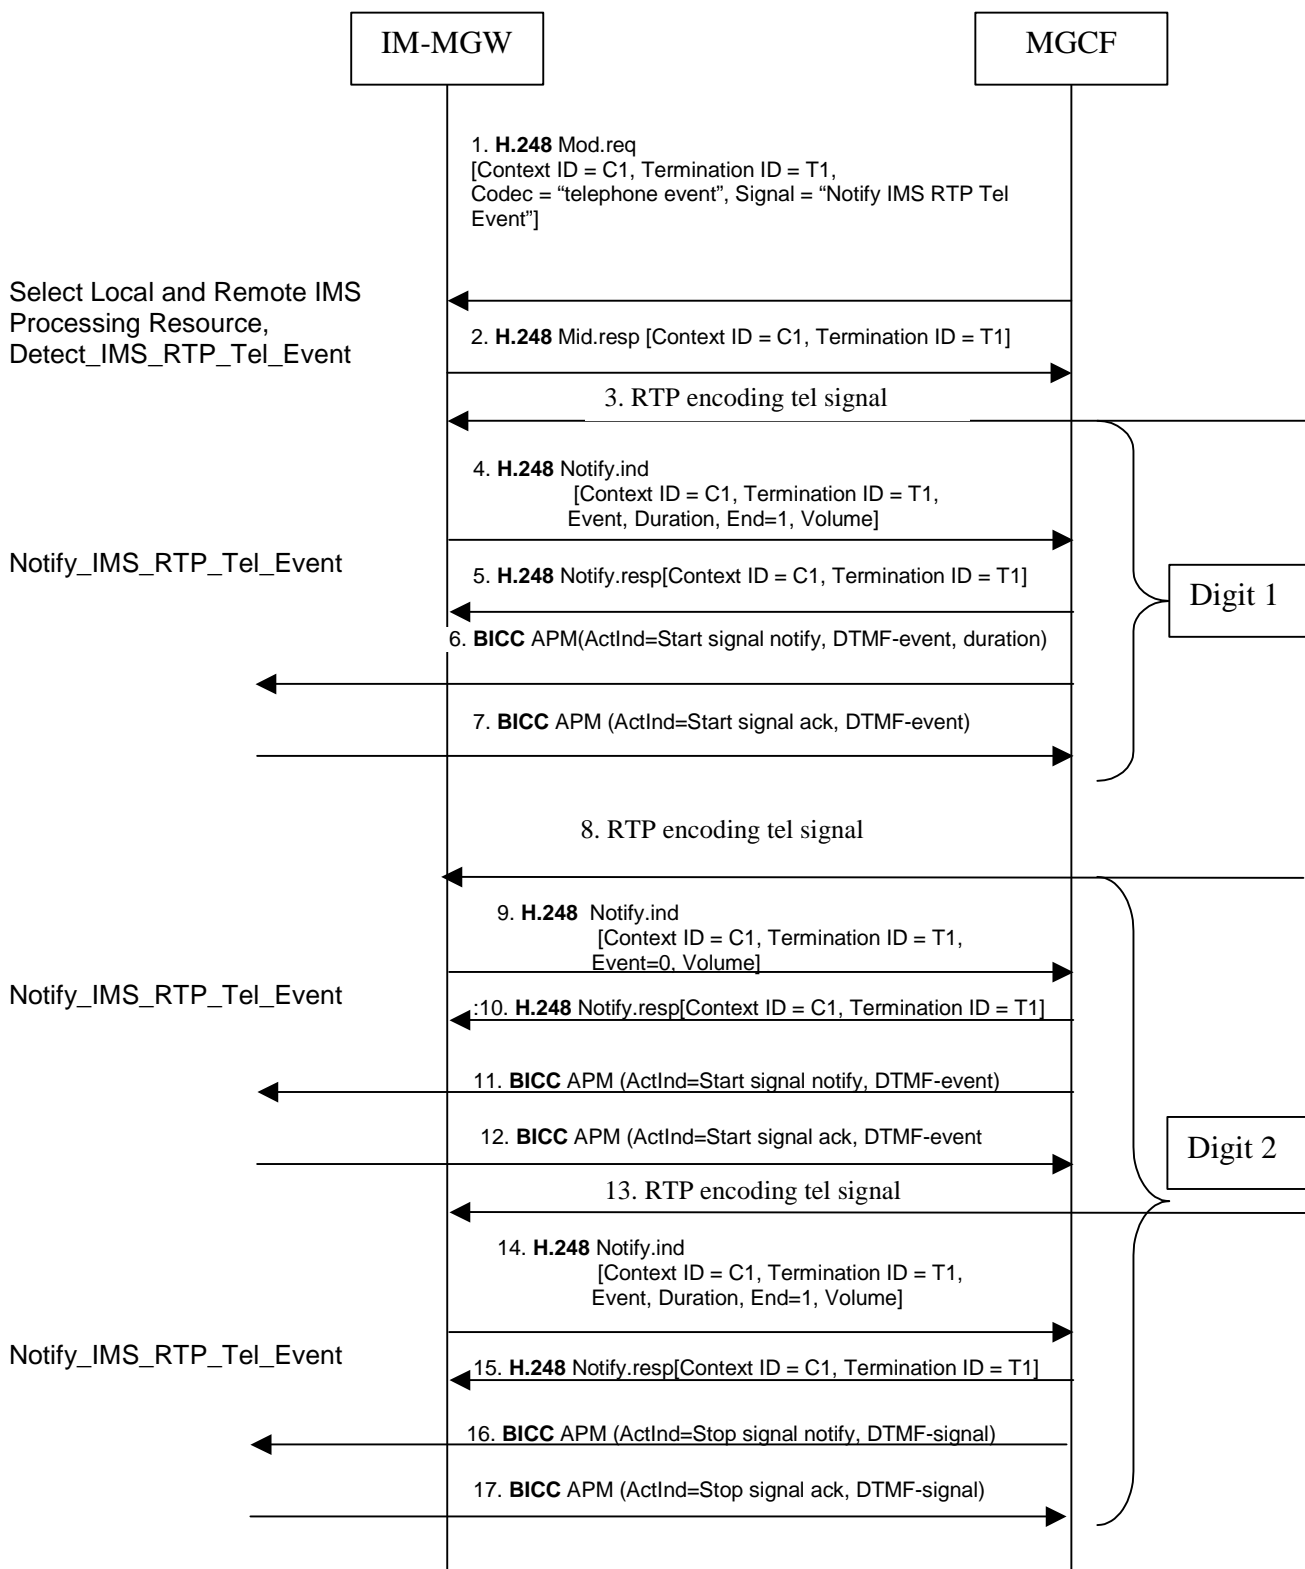 IM-MGW
MGCF
1. H.248 Mod.req
[Context ID = C1, Termination ID = T1,
Codec = “telephone event”, Signal = “Notify IMS RTP Tel
Event”]
Select Local and Remote IMS
Processing Resource,
Detect_IMS_RTP_Tel_Event
2. H.248 Mid.resp [Context ID = C1, Termination ID = T1]
3. RTP encoding tel signal
4. H.248 Notify.ind
[Context ID = C1, Termination ID = T1,
Event, Duration, End=1, Volume]
Notify_IMS_RTP_Tel_Event
5. H.248 Notify.resp[Context ID = C1, Termination ID = T1]
Digit 1
6. BICC APM(ActInd=Start signal notify, DTMF-event, duration)
7. BICC APM (ActInd=Start signal ack, DTMF-event)
8. RTP encoding tel signal
9. H.248 Notify.ind
[Context ID = C1, Termination ID = T1,
Event=0, Volume]
Notify_IMS_RTP_Tel_Event
:10. H.248 Notify.resp[Context ID = C1, Termination ID = T1]
11. BICC APM (ActInd=Start signal notify, DTMF-event)
12. BICC APM (ActInd=Start signal ack, DTMF-event
Digit 2
13. RTP encoding tel signal
14. H.248 Notify.ind
[Context ID = C1, Termination ID = T1,
Event, Duration, End=1, Volume]
Notify_IMS_RTP_Tel_Event
15. H.248 Notify.resp[Context ID = C1, Termination ID = T1]
16. BICC APM (ActInd=Stop signal notify, DTMF-signal)
17. BICC APM (ActInd=Stop signal ack, DTMF-signal)